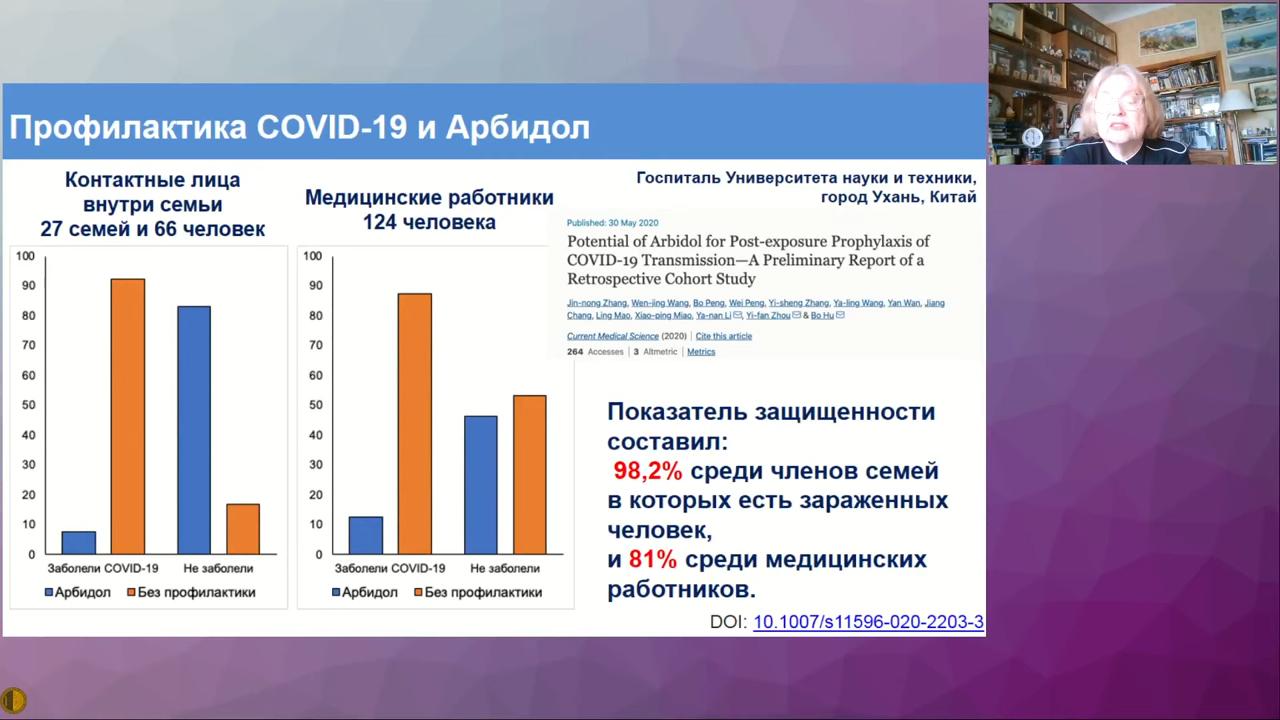 Профилактика COVID-19 и Арбидол
Контактные лица
внутри семьи
27 семей и 66 человек
100
90
80
70
60
50
40
30
20
10
0
Заболели COVID-19 Не заболели
Арбидол Без профилактики
Медицинские работники
124 человека
100
90
80
70
60
50
40
30
20
10
0
Заболели COVID-19 Не заболели
Арбидол Без профилактики
Госпиталь Университета науки и техники,
город Ухань, Китай
Published: 30 May 2020
Potential of Arbidol for Post-exposure Prophylaxis of
COVID-19 Transmission—A Preliminary Report of a
Retrospective Cohort Study
Jin-nong Zhang, Wen-jing Wang, Bo Peng, Wei Peng, Yi-sheng Zhang, Ya-ling Wang, Yan Wan, Jiang
Chang, Ling Mao, Xiao-ping Miao, Ya-nan Li, Yi-fan Zhou & Bo Hu
Current Medical Science (2020) | Cite this article
264 Accesses | 3 Altmetric | Metrics
Показатель защищенности
составил:
98,2% среди членов семей
в которых есть зараженных
человек,
и 81% среди медицинских
работников.
DOI: 10.1007/s11596-020-2203-3